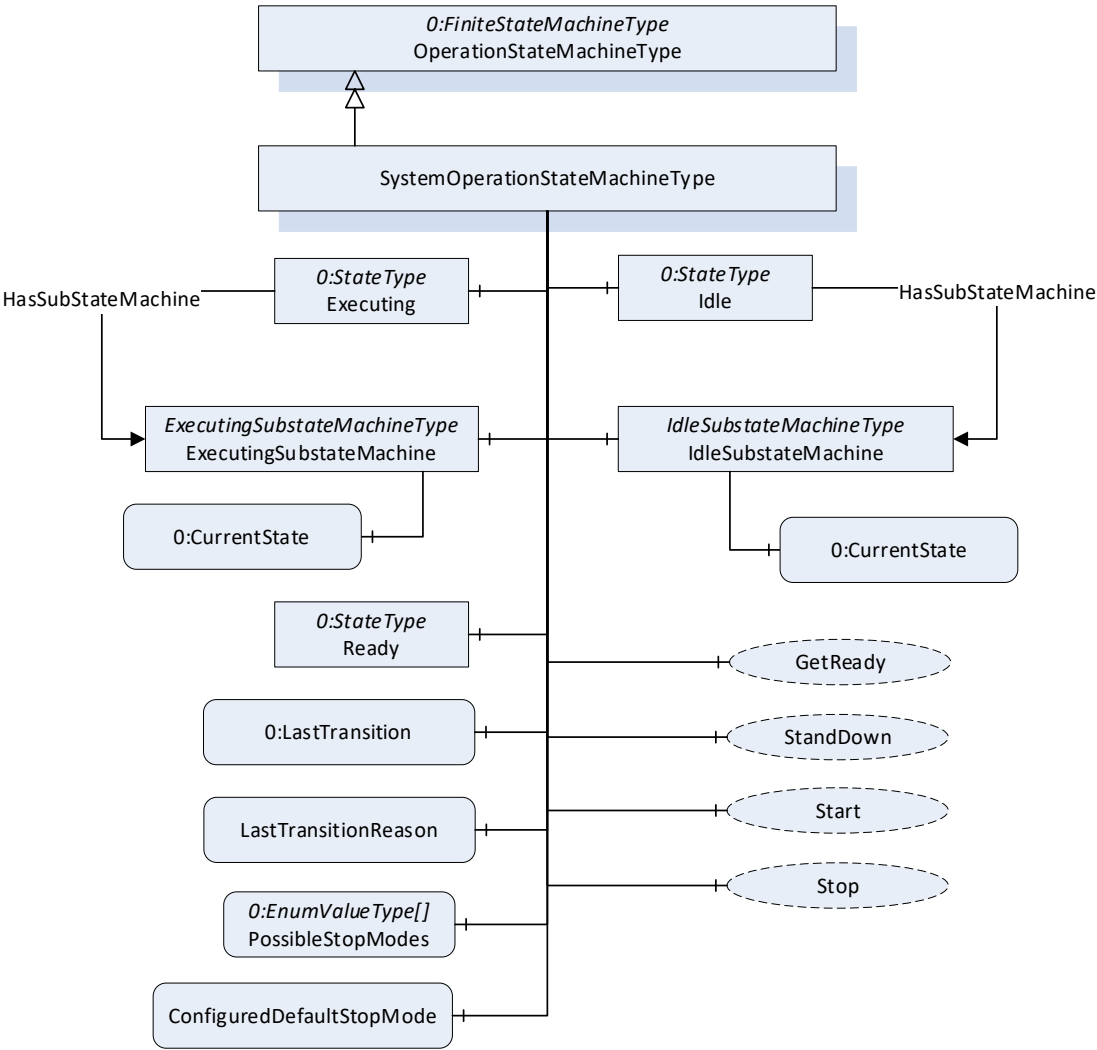 0:FiniteStateMachineType
OperationStateMachineType
SystemOperationStateMachineType
0:StateType
Executing
0:StateType
Idle
HasSubStateMachine
HasSubStateMachine
ExecutingSubstateMachineType
ExecutingSubstateMachine
IdleSubstateMachineType
IdleSubstateMachine
0:CurrentState
0:CurrentState
0:StateType
Ready
GetReady
0:LastTransition
StandDown
LastTransitionReason
Start
Stop
0:EnumValueType[]
PossibleStopModes
ConfiguredDefaultStopMode